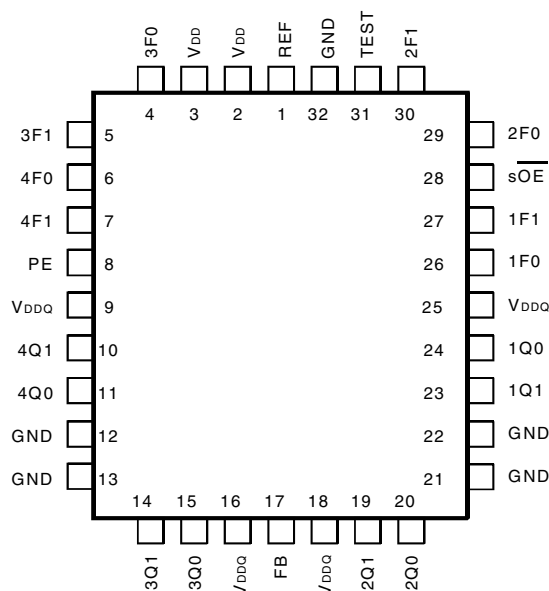 3F0 VDD VDD REF GND TEST 2F1
4 3 2 1 32 31 30
3F1 5 29 2F0
4F0 6 28 sOE
4F1 7 27 1F1
PE 8 26 1F0
VDDQ 9 25 VDDQ
4Q1 10 24 1Q0
4Q0 11 23 1Q1
GND 12 22 GND
GND 13 21 GND
14 15 16 17 18 19 20
3Q1 3Q0 VDDQ FB VDDQ 2Q1 2Q0